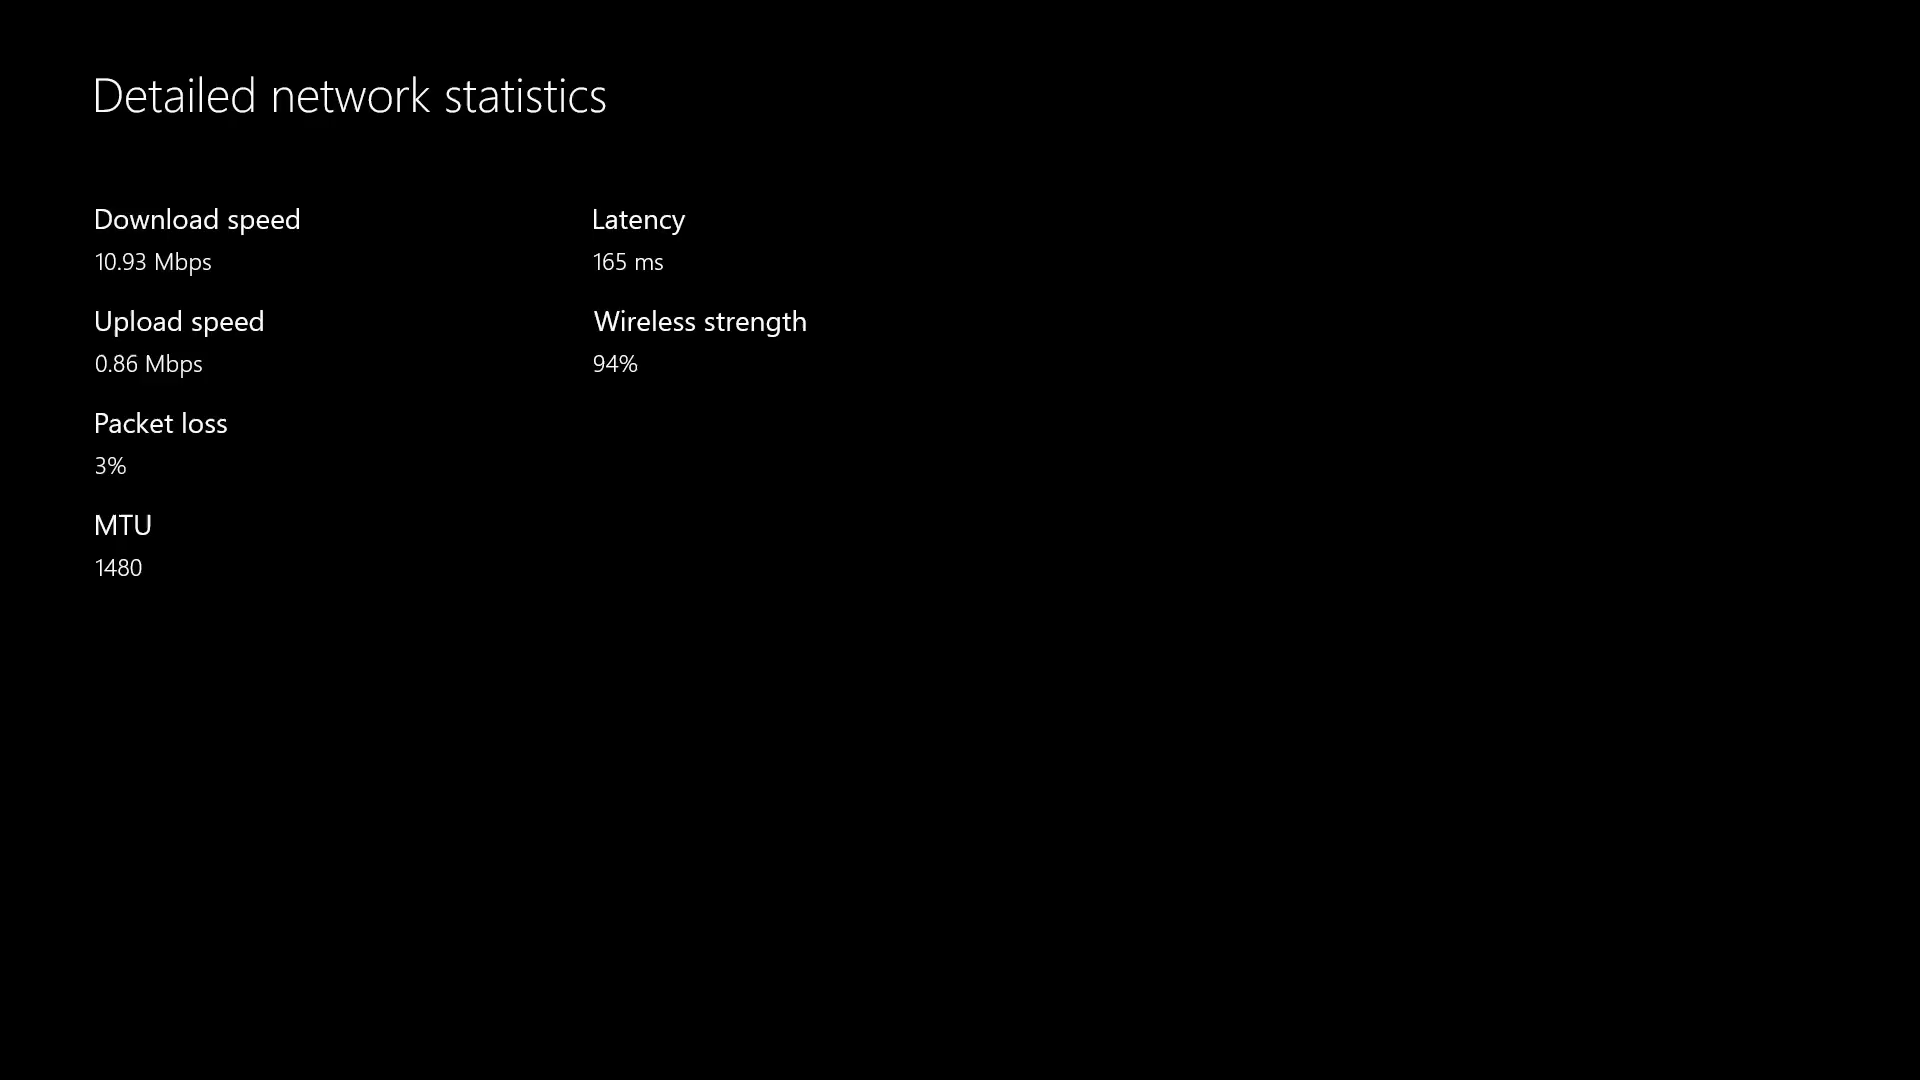 Detailed network statistics
Download speed
10.93 Mbps
Upload speed
0.86 Mbps
Packet loss
3%
MTU
1480
Latency
165 ms
Wireless strength
94%